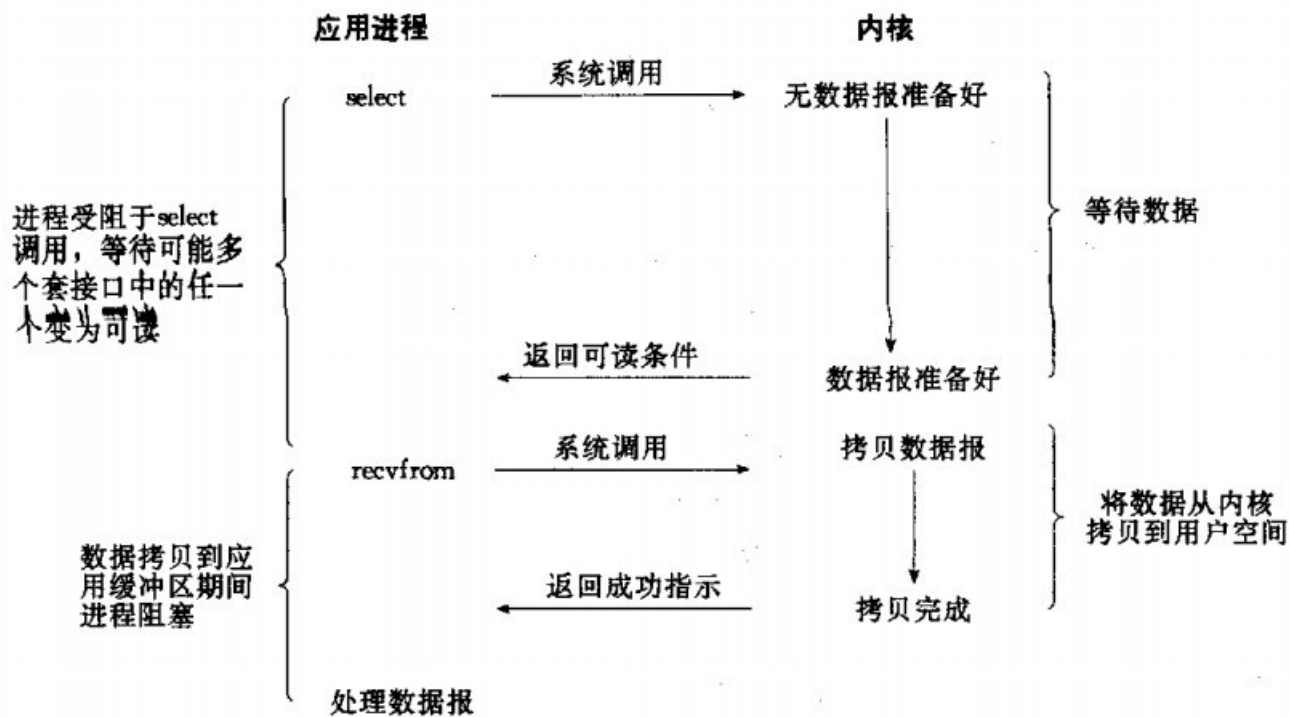 应用进程
内核
系统调用
select
无数据报准备好
进程受阻于select
调用，等待可能多
个套接口中的任一
个变为可读
等待数据
返回可读条件
数据报准备好
系统调用
recvfrom
拷贝数据报
将数据从内核
拷贝到用户空间
数据拷贝到应
用缓冲区期间
进程阻塞
返回成功指示
拷贝完成
处理数据报